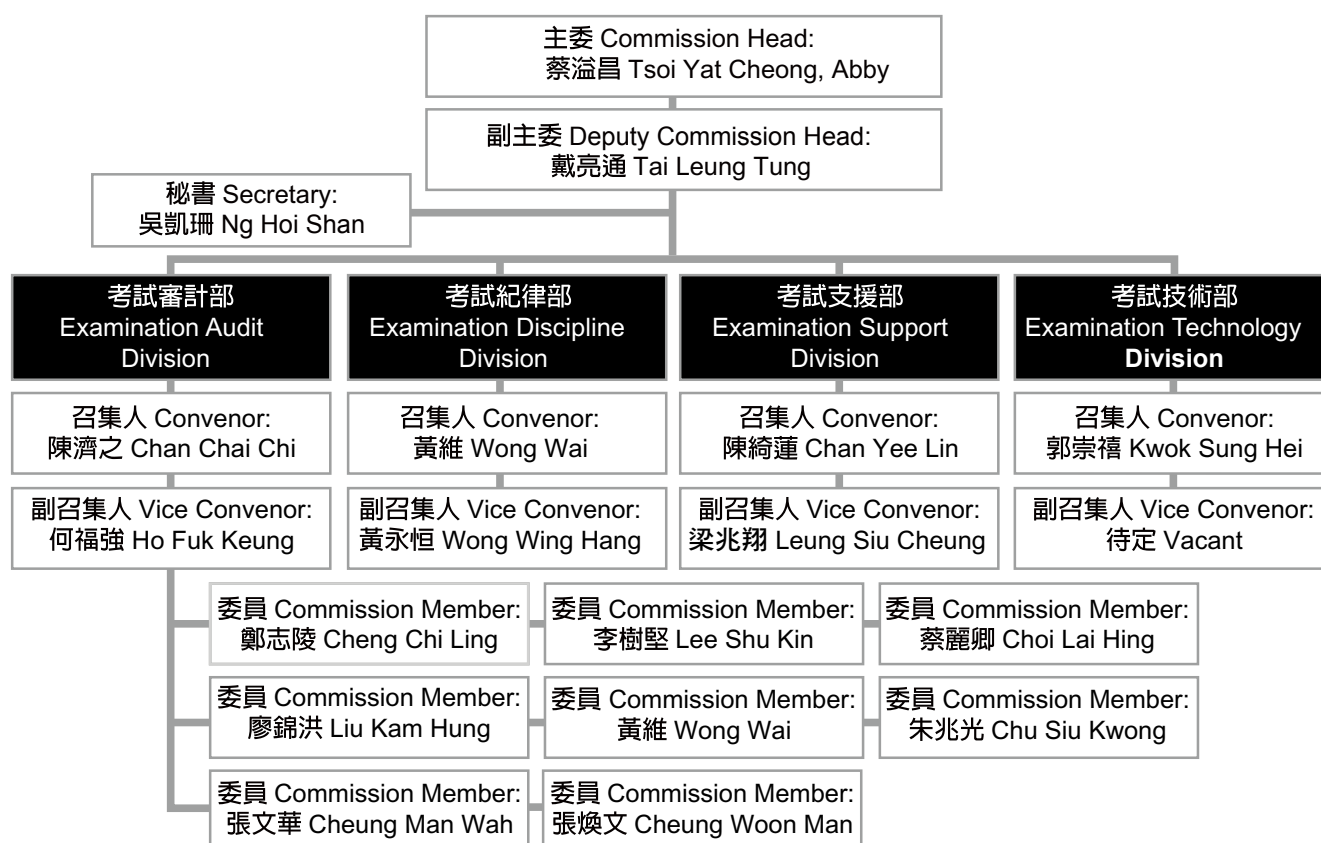 主委 Commission Head:
蔡溢昌 Tsoi Yat Cheong, Abby
副主委 Deputy Commission Head:
戴亮通 Tai Leung Tung
秘書 Secretary:
吳凱珊 Ng Hoi Shan
考試審計部
Examination Audit
Division
考試紀律部
Examination Discipline
Division
考試支援部
Examination Support
Division
考試技術部
Examination Technology
Division
召集人 Convenor:
陳濟之 Chan Chai Chi
召集人 Convenor:
黃維 Wong Wai
召集人 Convenor:
陳綺蓮 Chan Yee Lin
召集人 Convenor:
郭崇禧 Kwok Sung Hei
副召集人 Vice Convenor:
何福強 Ho Fuk Keung
副召集人 Vice Convenor:
黃永恒 Wong Wing Hang
副召集人 Vice Convenor:
梁兆翔 Leung Siu Cheung
副召集人 Vice Convenor:
待定 Vacant
委員 Commission Member:
鄭志陵 Cheng Chi Ling
委員 Commission Member:
李樹堅 Lee Shu Kin
委員 Commission Member:
蔡麗卿 Choi Lai Hing
委員 Commission Member:
廖錦洪 Liu Kam Hung
委員 Commission Member:
黃維 Wong Wai
委員 Commission Member:
朱兆光 Chu Siu Kwong
委員 Commission Member:
張文華 Cheung Man Wah
委員 Commission Member:
張煥文 Cheung Woon Man